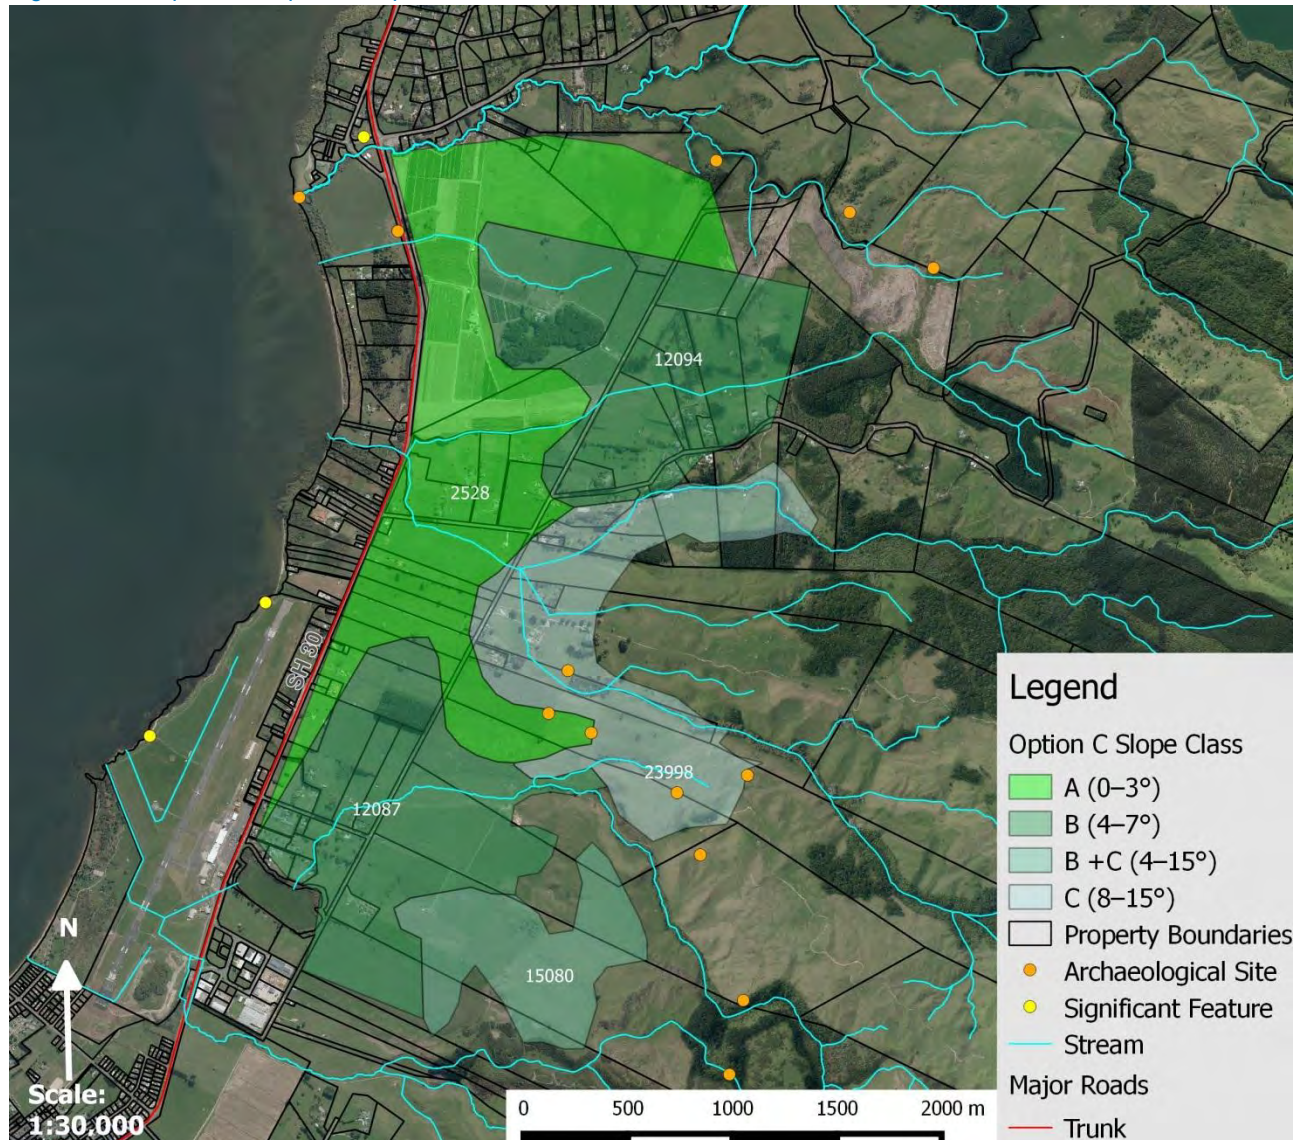 12094
2528
SH 30
23998
12087
15080
N
Scale:
1:30,000
0 500 1000 1500 2000 m
Legend
Option C Slope Class
A (0–3°)
B (4–7°)
B +C (4–15°)
C (8–15°)
Property Boundaries
Archaeological Site
Significant Feature
Stream
Major Roads
Trunk